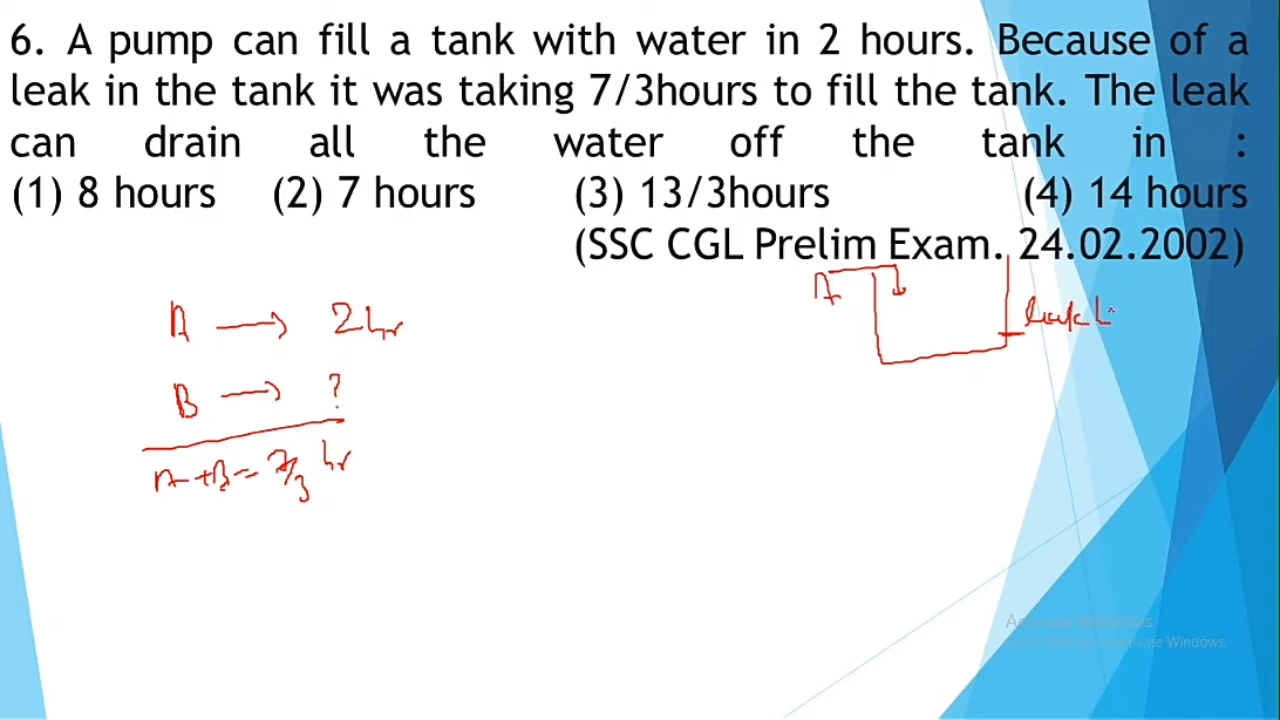 6. A pump can fill a tank with water in 2 hours. Because of a
leak in the tank it was taking 7/3hours to fill the tank. The leak
can drain all the water off the tank in :
(1) 8 hours (2) 7 hours (3) 13/3hours (4) 14 hours
(SSC CGL Prelim Exam. 24.02.2002)
A
leak
A → 2 hr
B → ?
A+B = 7/3 hr